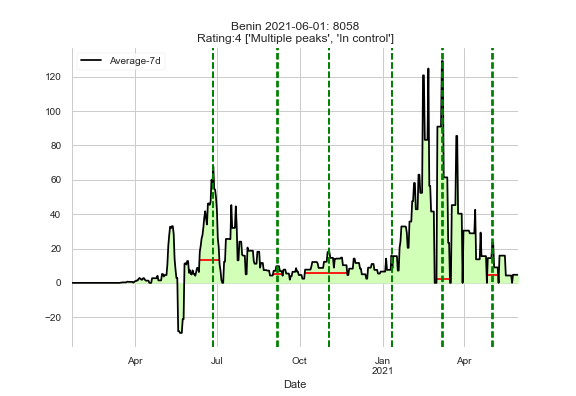 Benin 2021-06-01: 8058
Rating:4 ['Multiple peaks', 'In control']
Average-7d
120
100
80
60
40
20
0
−20
Apr Jul Oct Jan Apr
2021
Date